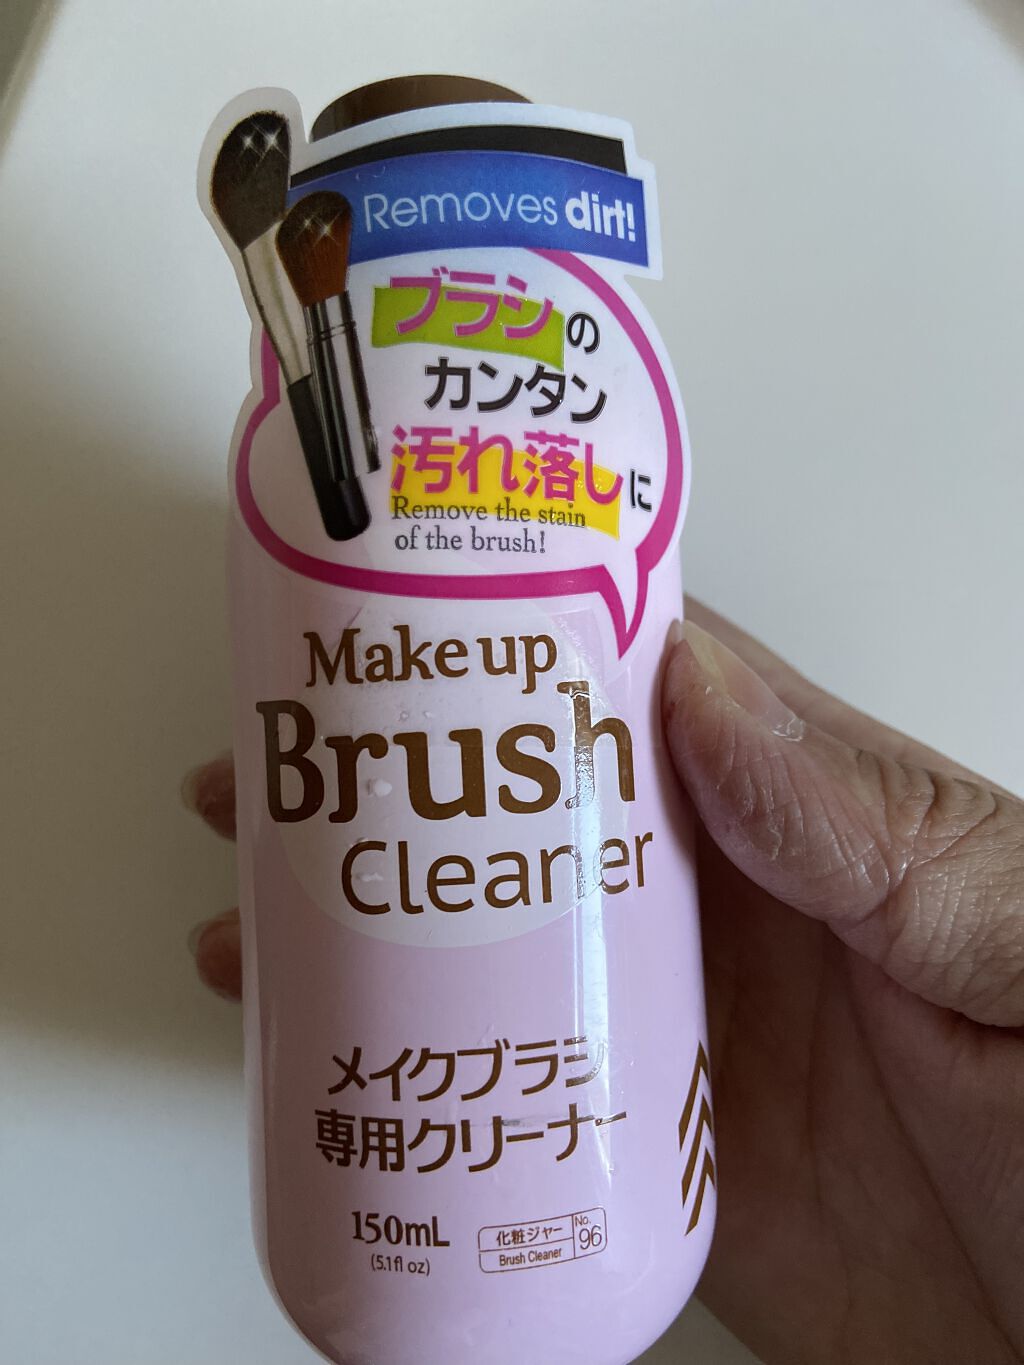 Removes dirt!
ブラシの
カンタン
汚れ落しに
Remove the stain
of the brush!
Make up
Brush
Cleaner
メイクブラシ
専用クリーナー
150mL
(5.1fl oz)
化粧ジャー
Brush Cleaner
No.
96